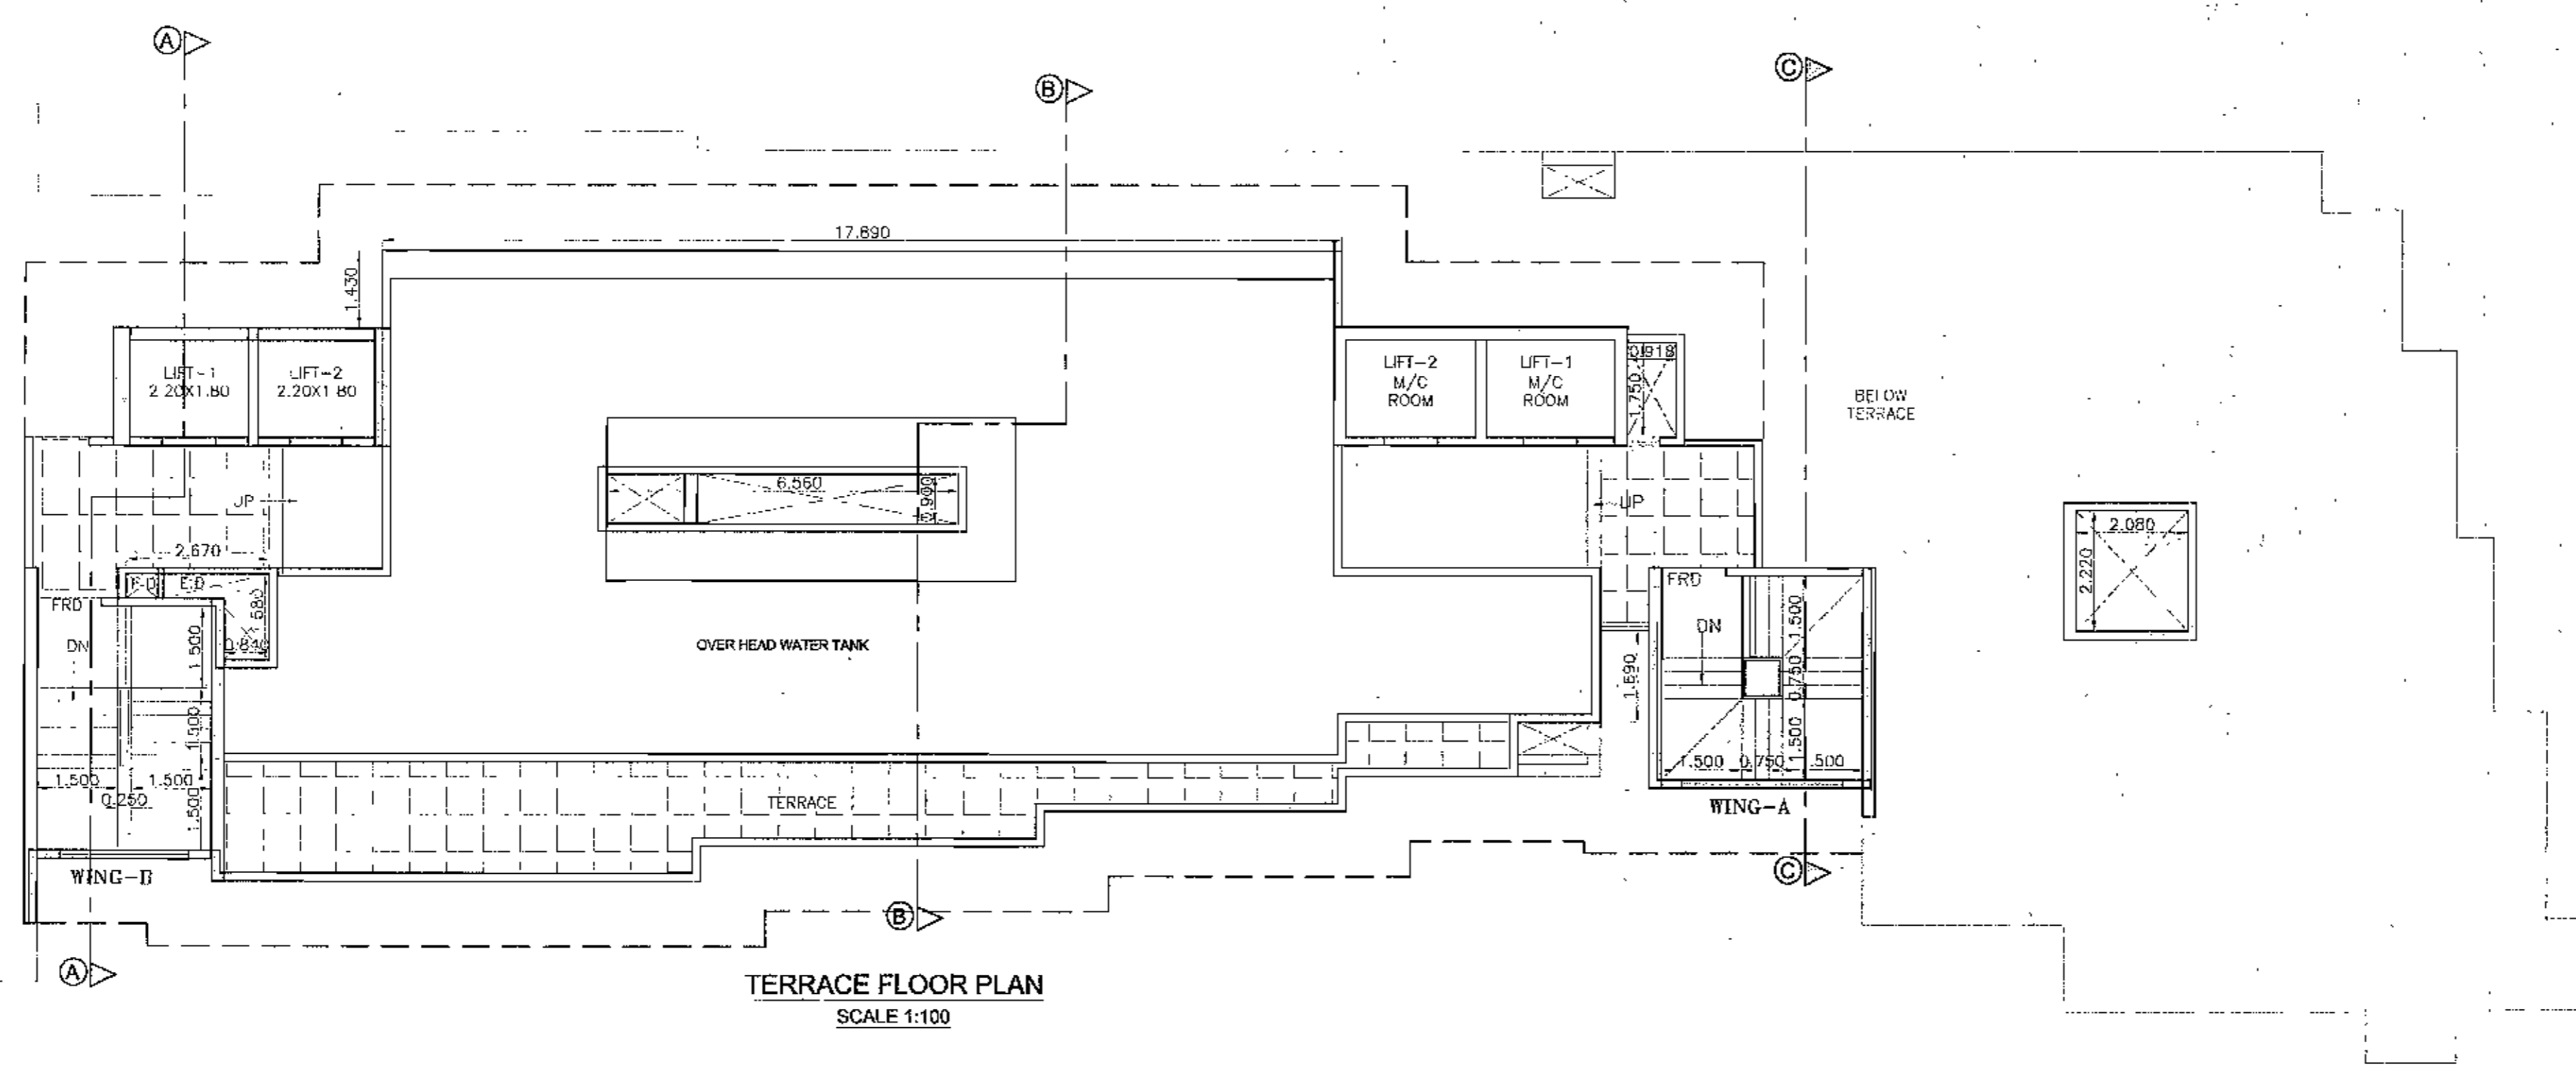 A
B
C
17.890
1.430
LIFT-1
2.20X1.80
LIFT-2
2.20X1.80
LIFT-2
M/C
ROOM
LIFT-1
M/C
ROOM
0.918
1.750
BELOW
TERRACE
UP
6.560
0.900
UP
2.080
2.220
2.670
E.D
FRD
DN
1.500
OVER HEAD WATER TANK
FRD
DN
1.500
0.750
1.500
1.690
1.500
1.500
1.500
1.500
0.250
TERRACE
1.500
0.750
.500
WING-A
WING-B
C
B
A
TERRACE FLOOR PLAN
SCALE 1:100